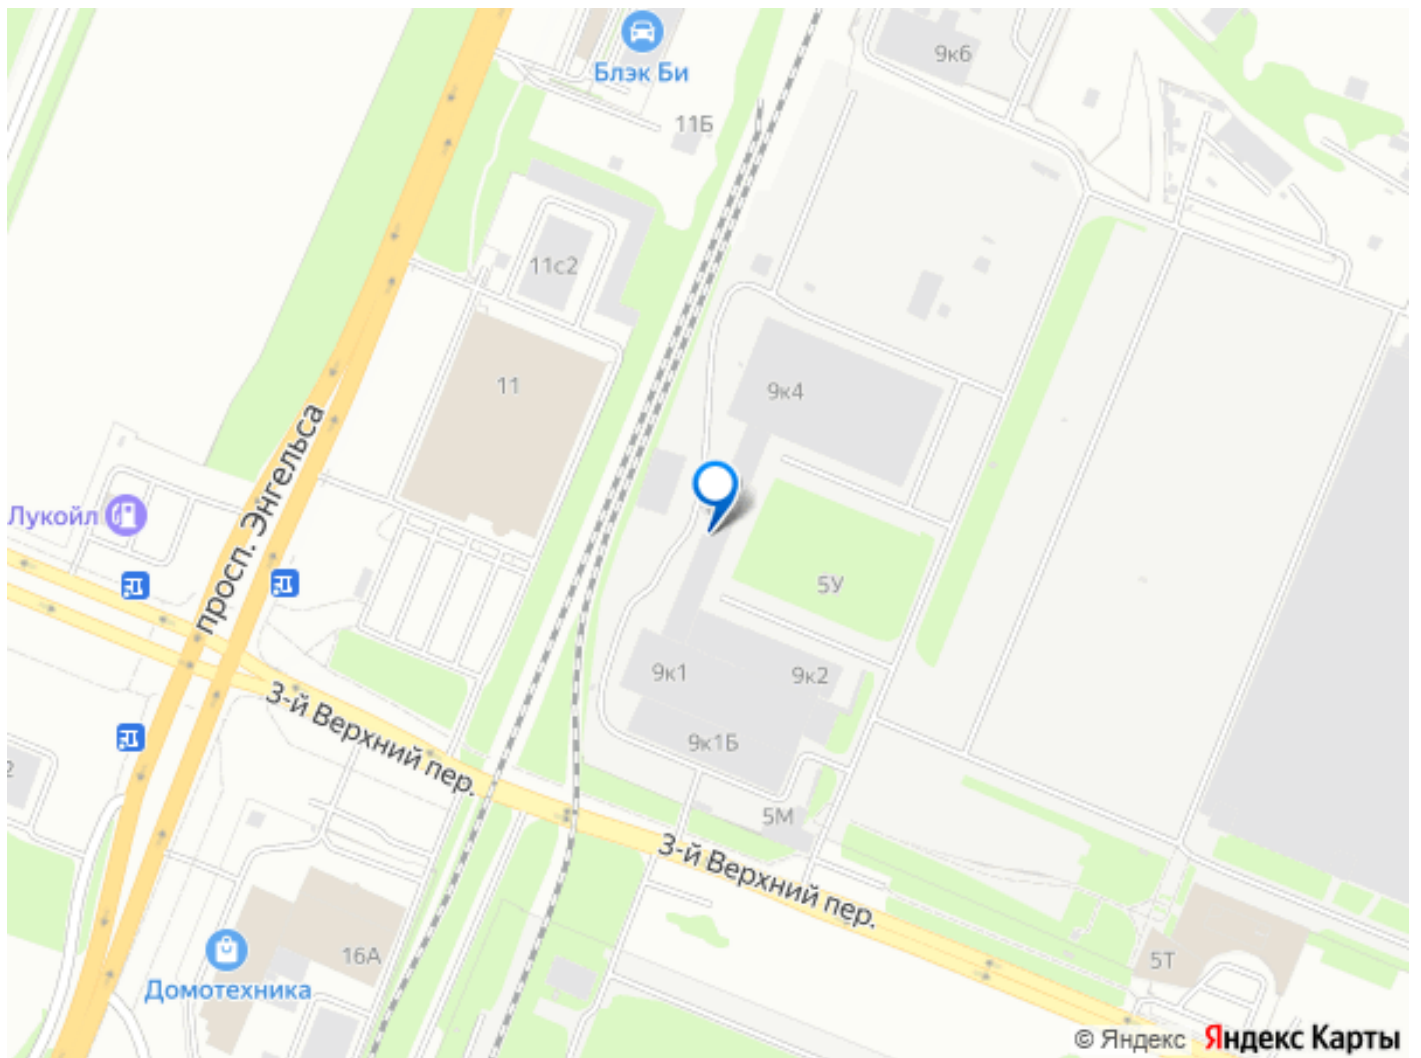 Блэк Би
9к6
11Б
11с2
11
9к4
просп. Энгельса
Лукойл
5У
9к1
9к2
3-й Верхний пер.
9к1Б
2
5М
3-й Верхний пер.
16А
5Т
Домотехника
© Яндекс Яндекс Карты